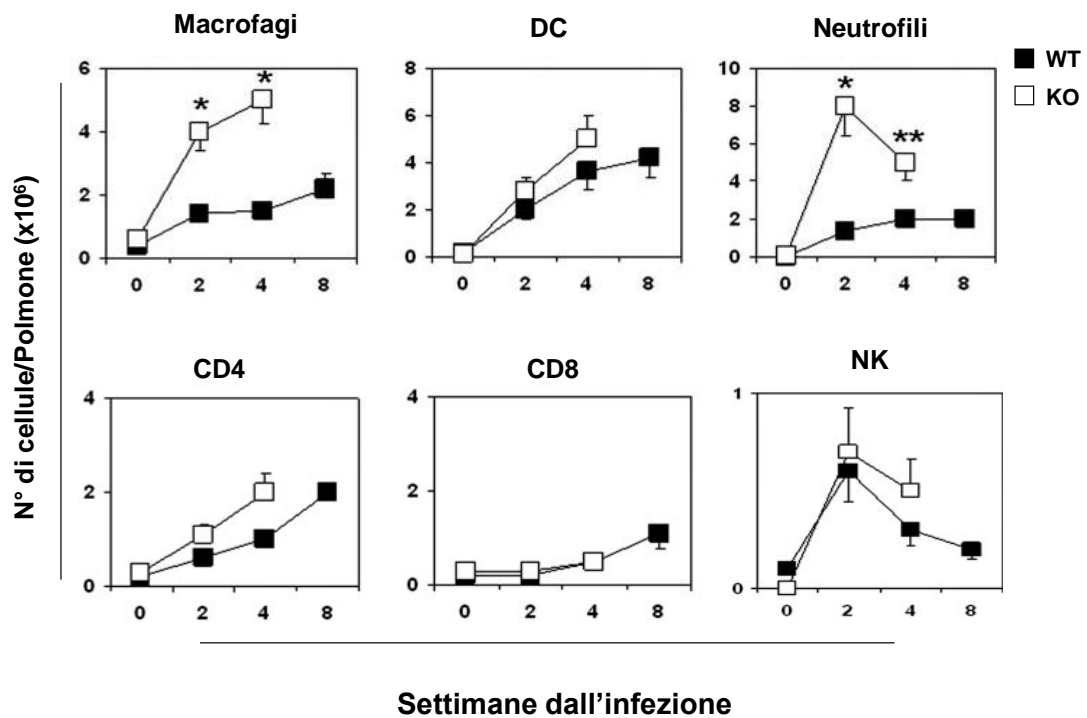 Macrofagi
DC
Neutrofili
WT
KO
6
4
2
0
*
*
0 2 4 8
8
6
4
2
0
0 2 4 8
10
8
6
4
2
0
*
**
0 2 4 8
N° di cellule/Polmone (x10⁶)
CD4
CD8
NK
4
2
0
0 2 4 8
4
2
0
0 2 4 8
1
0
0 2 4 8
Settimane dall’infezione